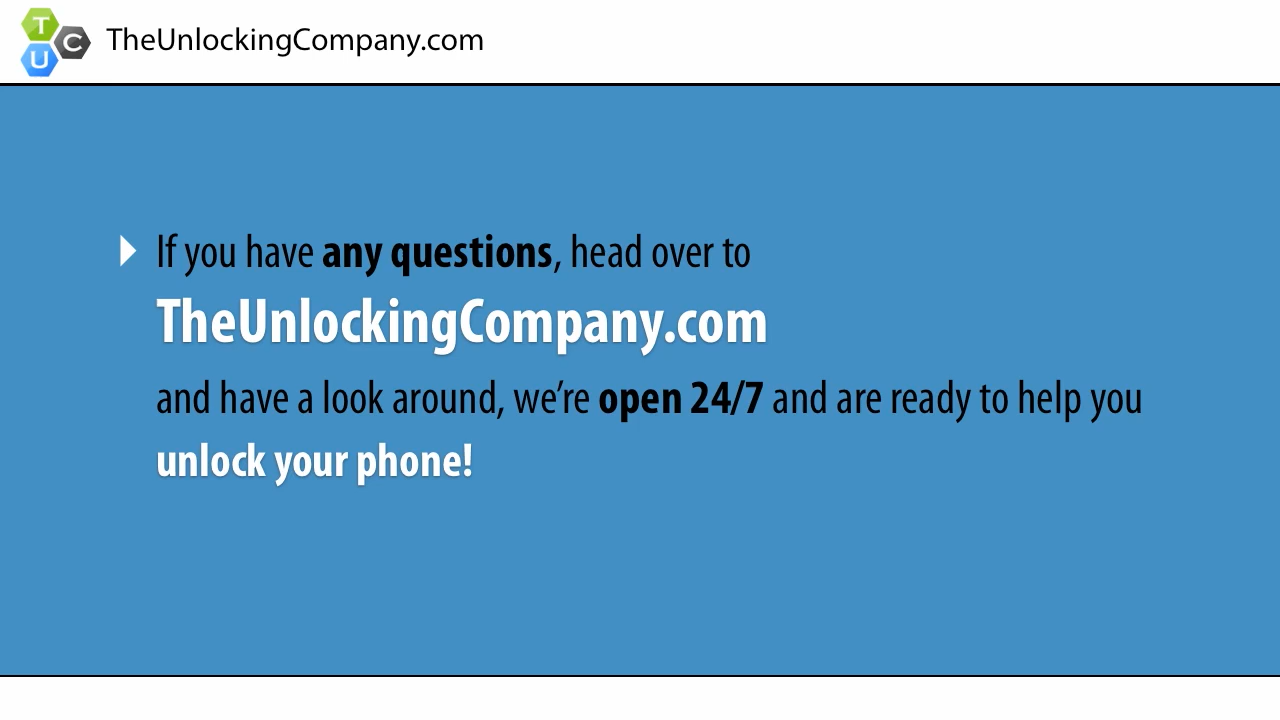 T
C
U
TheUnlockingCompany.com
If you have any questions, head over to
TheUnlockingCompany.com
and have a look around, we’re open 24/7 and are ready to help you
unlock your phone!